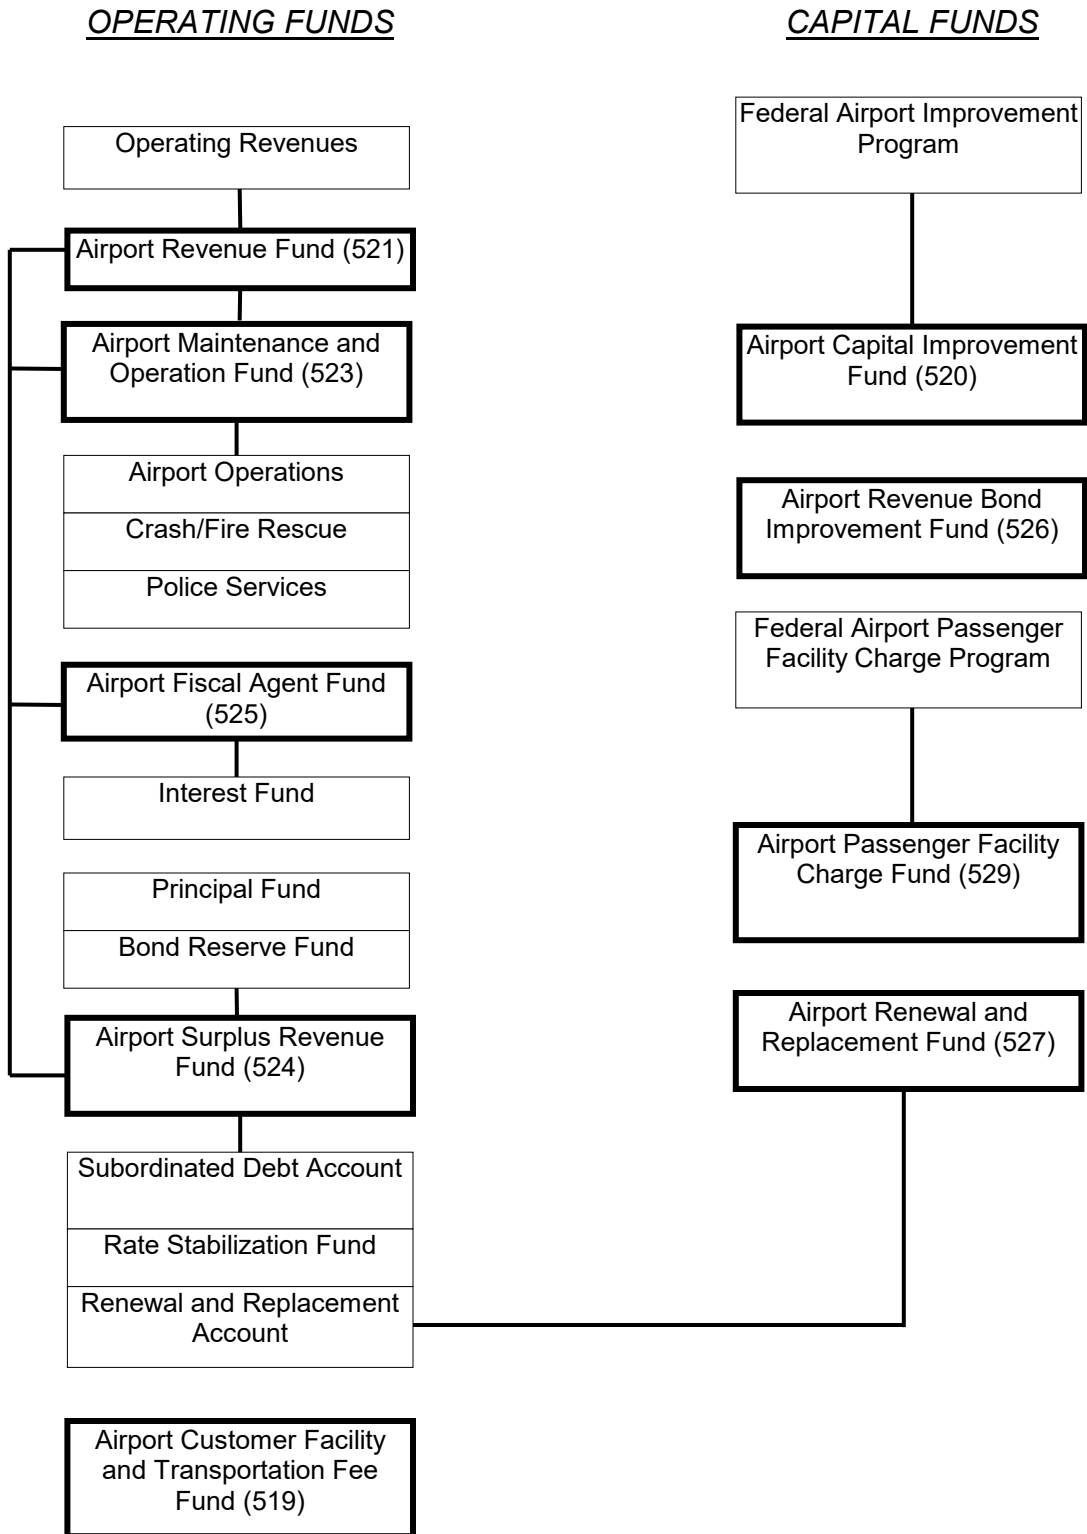 OPERATING FUNDS
Operating Revenues
Airport Revenue Fund (521)
Airport Maintenance and
Operation Fund (523)
Airport Operations
Crash/Fire Rescue
Police Services
Airport Fiscal Agent Fund
(525)
Interest Fund
Principal Fund
Bond Reserve Fund
Airport Surplus Revenue
Fund (524)
Subordinated Debt Account
Rate Stabilization Fund
Renewal and Replacement
Account
Airport Customer Facility
and Transportation Fee
Fund (519)
CAPITAL FUNDS
Federal Airport Improvement
Program
Airport Capital Improvement
Fund (520)
Airport Revenue Bond
Improvement Fund (526)
Federal Airport Passenger
Facility Charge Program
Airport Passenger Facility
Charge Fund (529)
Airport Renewal and
Replacement Fund (527)